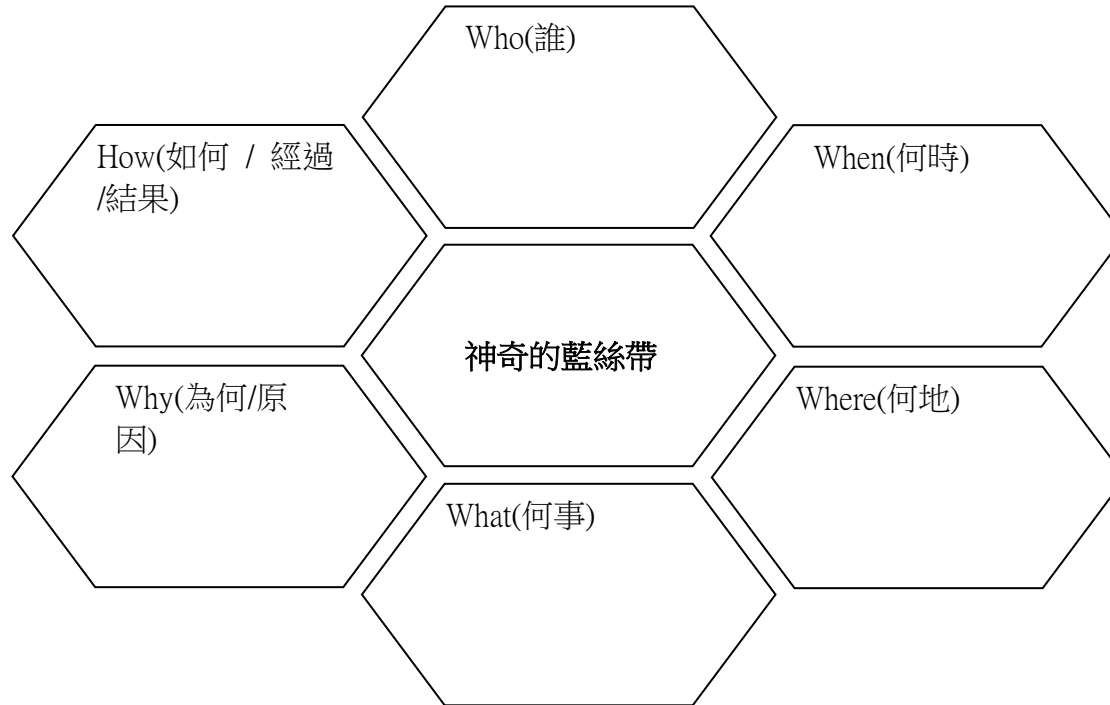 Who(誰)
How(如何 / 經過
/結果)
When(何時)
神奇的藍絲帶
Why(為何/原
因)
Where(何地)
What(何事)